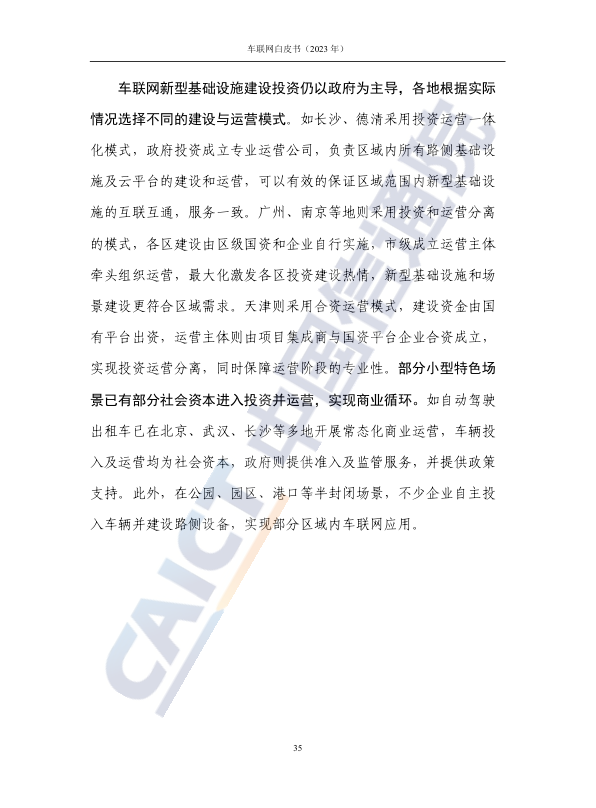 车联网白皮书（2023 年）
车联网新型基础设施建设投资仍以政府为主导，各地根据实际
情况选择不同的建设与运营模式。如长沙、德清采用投资运营一体
化模式，政府投资成立专业运营公司，负责区域内所有路侧基础设
施及云平台的建设和运营，可以有效的保证区域范围内新型基础设
施的互联互通，服务一致。广州、南京等地则采用投资和运营分离
的模式，各区建设由区级国资和企业自行实施，市级成立运营主体
牵头组织运营，最大化激发各区投资建设热情，新型基础设施和场
景建设更符合区域需求。天津则采用合资运营模式，建设资金由国
有平台出资，运营主体则由项目集成商与国资平台企业合资成立，
实现投资运营分离，同时保障运营阶段的专业性。部分小型特色场
景已有部分社会资本进入投资并运营，实现商业循环。如自动驾驶
出租车已在北京、武汉、长沙等多地开展常态化商业运营，车辆投
入及运营均为社会资本，政府则提供准入及监管服务，并提供政策
支持。此外，在公园、园区、港口等半封闭场景，不少企业自主投
入车辆并建设路侧设备，实现部分区域内车联网应用。
CAICT 中国信通院
35